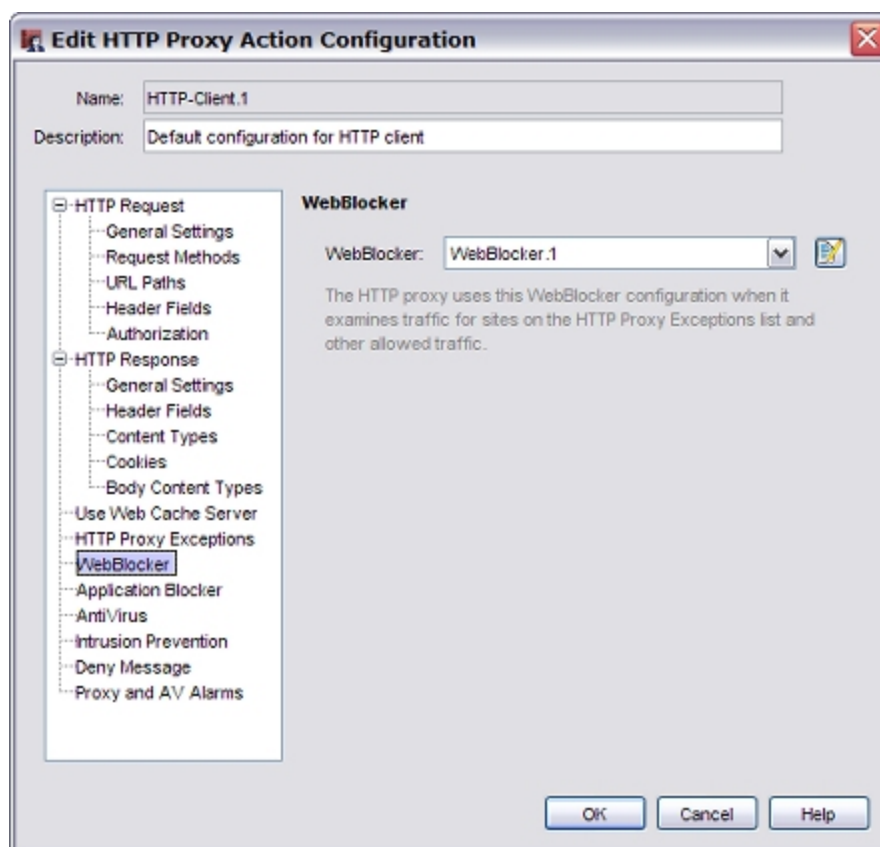 Edit HTTP Proxy Action Configuration
Name: HTTP-Client.1
Description: Default configuration for HTTP client
HTTP Request
General Settings
Request Methods
URL Paths
Header Fields
Authorization
HTTP Response
General Settings
Header Fields
Content Types
Cookies
Body Content Types
Use Web Cache Server
HTTP Proxy Exceptions
WebBlocker
Application Blocker
AntiVirus
Intrusion Prevention
Deny Message
Proxy and AV Alarms
WebBlocker
WebBlocker: WebBlocker.1
The HTTP proxy uses this WebBlocker configuration when it
examines traffic for sites on the HTTP Proxy Exceptions list and
other allowed traffic.
OK Cancel Help